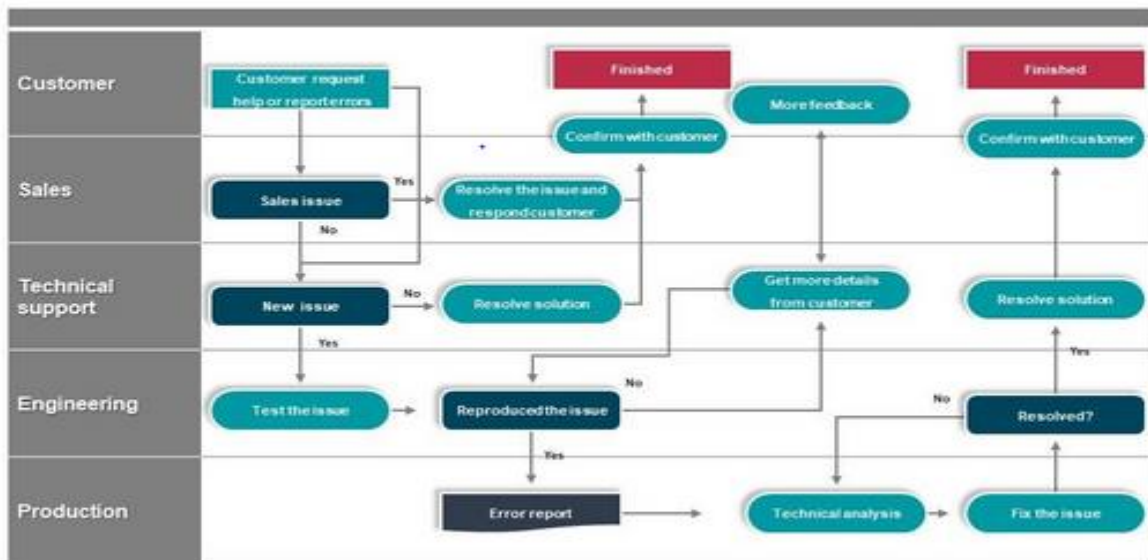 Customer
Customer request
help or report errors
Finished
More feedback
Finished
Confirm with customer
Confirm with customer
Sales
Sales issue
Yes
Resolve the issue and
respond customer
No
Technical
support
New issue
No
Resolve solution
Get more details
from customer
Resolve solution
Yes
Yes
Engineering
Test the issue
Reproduced the issue
No
No
Resolved?
Yes
Production
Error report
Technical analysis
Fix the issue